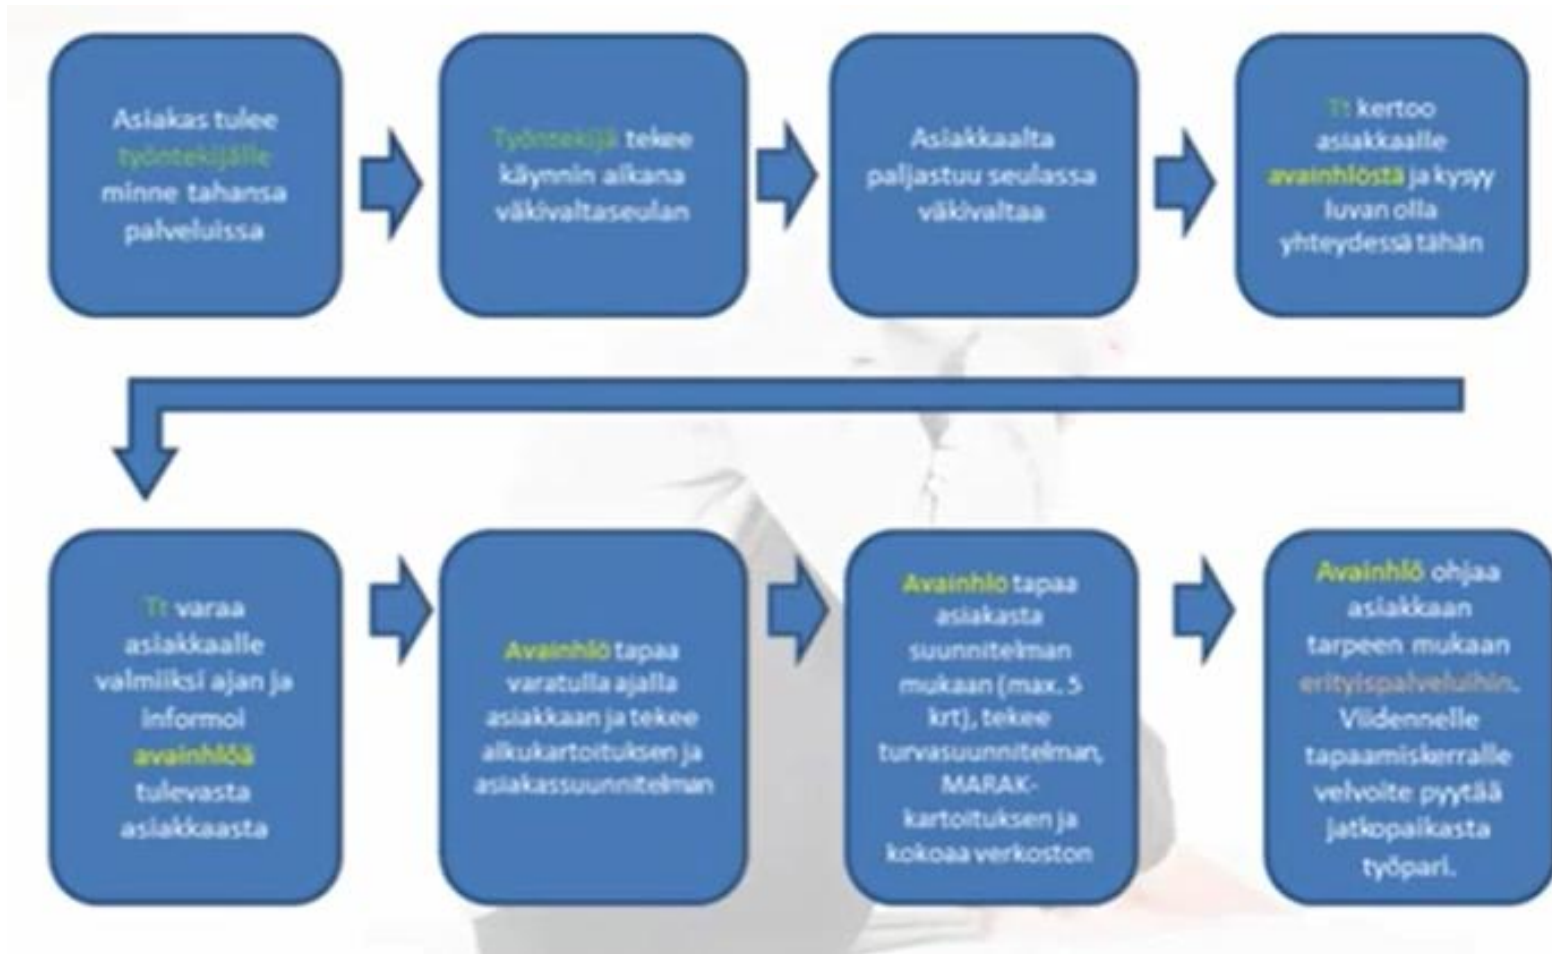 Asiakas tulee
työntekijälle
minne tahansa
palveluissa
Työntekijä tekee
käynnin aikana
väkivaltaseulan
Asiakkaalta
paljastuu seulassa
väkivaltaa
Tt kertoo
asiakkaalle
avainhlöstä ja kysyy
luvan olla
yhteydessä tähän
Tt varaa
asiakkaalle
valmiiksi ajan ja
informoi
avainhlöä
tulevasta
asiakkaasta
Avainhlö tapaa
varatulla ajalla
asiakkaan ja tekee
alkukartoituksen ja
asiakassuunnitelman
Avainhlö tapaa
asiakasta
suunnitelman
mukaan (max. 5
krt), tekee
turvasuunnitelman,
MARAK-
kartoituksen ja
kokoaa verkoston
Avainhlö ohjaa
asiakkaan
tarpeen mukaan
erityispalveluihin.
Viidennelle
tapaamiskerralle
velvoite pyytää
jatkopaikasta
työpari.